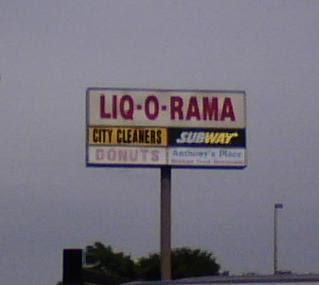 LIQ-O-RAMA
CITY CLEANERS
SUBWAY
DONUTS
Anthony's Place